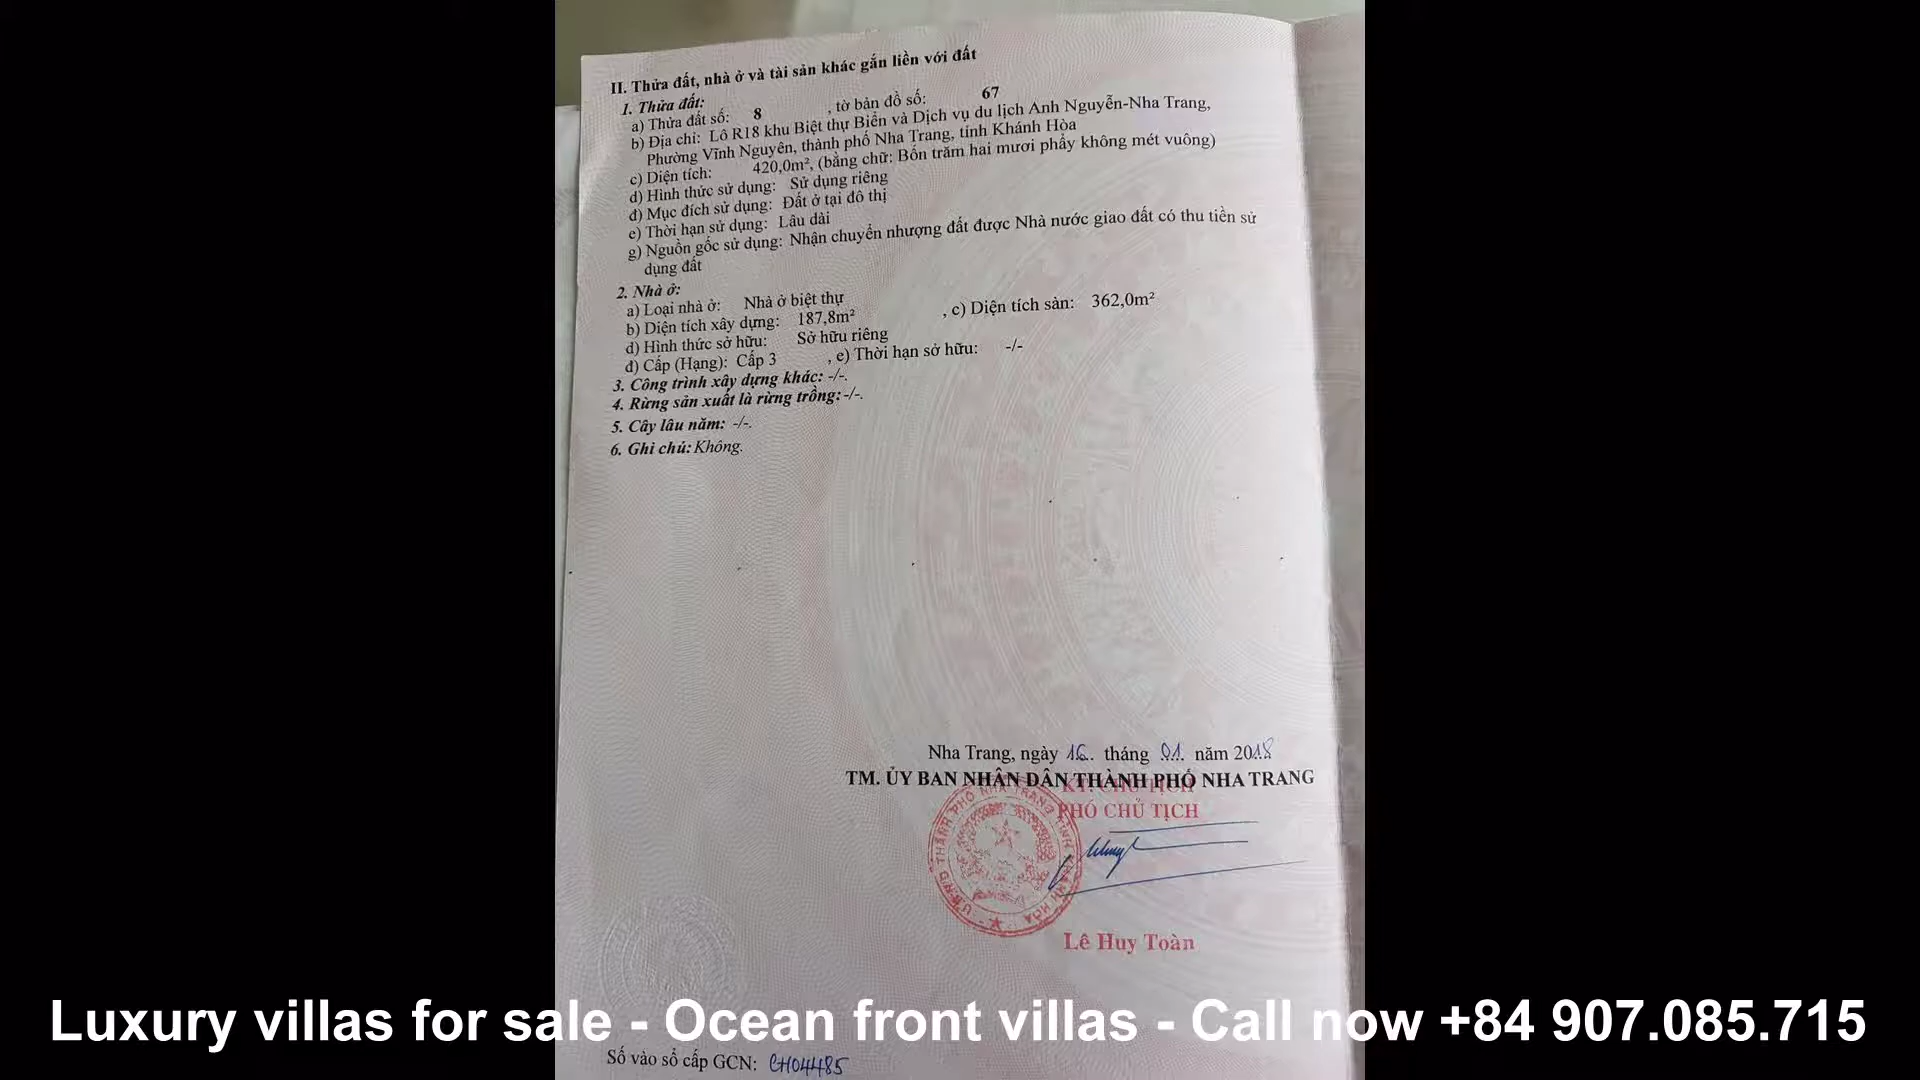 II. Thửa đất, nhà ở và tài sản khác gắn liền với đất
1. Thửa đất:
a) Thửa đất số: 8 , tờ bản đồ số: 67
b) Địa chỉ: Lô R18 khu Biệt thự Biển và Dịch vụ du lịch Anh Nguyễn-Nha Trang,
Phường Vĩnh Nguyên, thành phố Nha Trang, tỉnh Khánh Hòa
c) Diện tích: 420,0m², (bằng chữ: Bốn trăm hai mươi phẩy không mét vuông)
d) Hình thức sử dụng: Sử dụng riêng
đ) Mục đích sử dụng: Đất ở tại đô thị
e) Thời hạn sử dụng: Lâu dài
g) Nguồn gốc sử dụng: Nhận chuyển nhượng đất được Nhà nước giao đất có thu tiền sử
dụng đất
2. Nhà ở:
a) Loại nhà ở: Nhà ở biệt thự
b) Diện tích xây dựng: 187,8m² , c) Diện tích sàn: 362,0m²
d) Hình thức sở hữu: Sở hữu riêng
đ) Cấp (Hạng): Cấp 3 , e) Thời hạn sở hữu: -/-
3. Công trình xây dựng khác: -/-.
4. Rừng sản xuất là rừng trồng: -/-.
5. Cây lâu năm: -/-.
6. Ghi chú: Không.
Nha Trang, ngày 16. tháng 01. năm 2018
TM. ỦY BAN NHÂN DÂN THÀNH PHỐ NHA TRANG
KT. CHỦ TỊCH
PHÓ CHỦ TỊCH
U.B.N.D THÀNH PHỐ NHA TRANG TỈNH KHÁNH HÒA
Lê Huy Toàn
Luxury villas for sale - Ocean front villas - Call now +84 907.085.715
Số vào sổ cấp GCN: CH04485